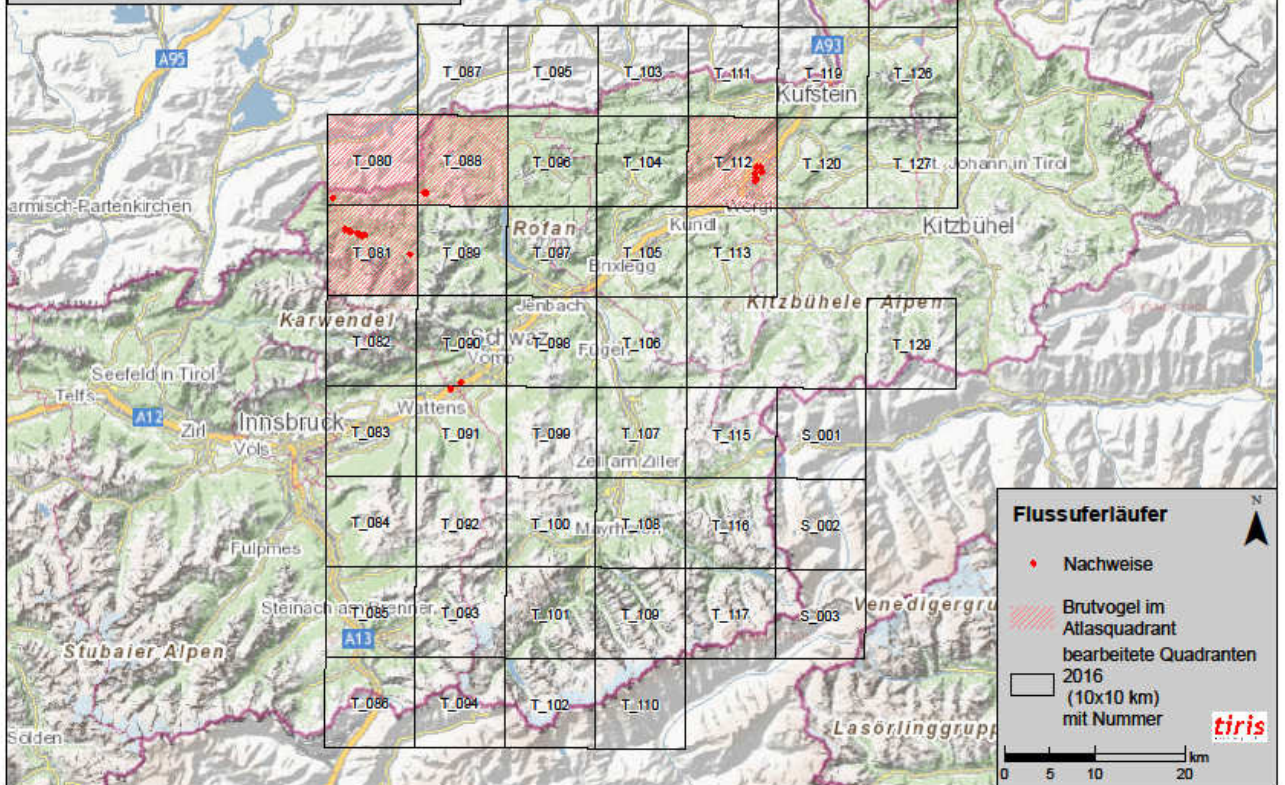 A95
A93
T_087
T_095
T_103
T_111
T_119
T_126
Kufstein
T_080
T_088
T_096
T_104
T_112
T_120
T_127
St. Johann in Tirol
armisch-Partenkirchen
Wörgl
Rofan
Kundl
Kitzbühel
T_081
T_089
T_097
T_105
T_113
Brixlegg
Jenbach
Kitzbüheler Alpen
Karwendel
T_082
T_090
Schwaz
T_098
T_106
T_129
Vomp
Fügen
Seefeld in Tirol
Telfs
A12
Zirl
Innsbruck
Völs
Wattens
T_083
T_091
T_099
T_107
T_115
S_001
Zell am Ziller
T_084
T_092
T_100
T_108
T_116
S_002
Fulpmes
T_085
T_093
T_101
T_109
T_117
S_003
Steinach am Brenner
Venedigergru
A13
Stubaier Alpen
T_086
T_094
T_102
T_110
Sölden
Lasörlinggrupp
N
Flussuferläufer
Nachweise
Brutvogel im
Atlasquadrant
bearbeitete Quadranten
2016
(10x10 km)
mit Nummer
tiris
km
0 5 10 20